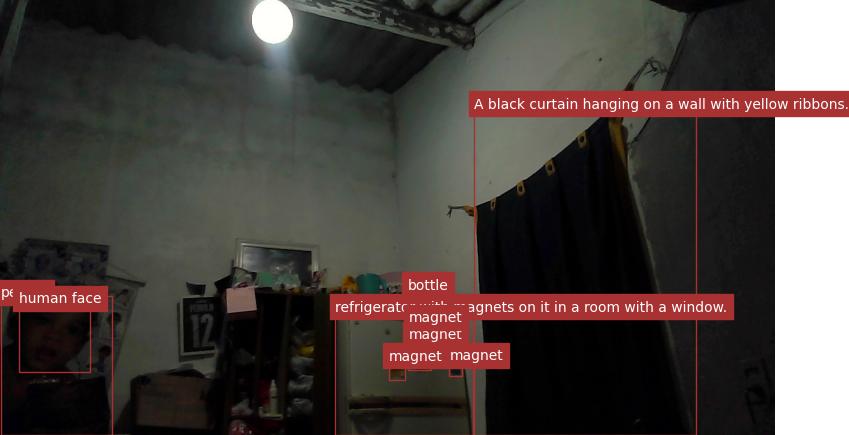 A black curtain hanging on a wall with yellow ribbons.
bottle
pe
human face
refrigerator with magnets on it in a room with a window.
magnet
magnet
magnet
magnet
12